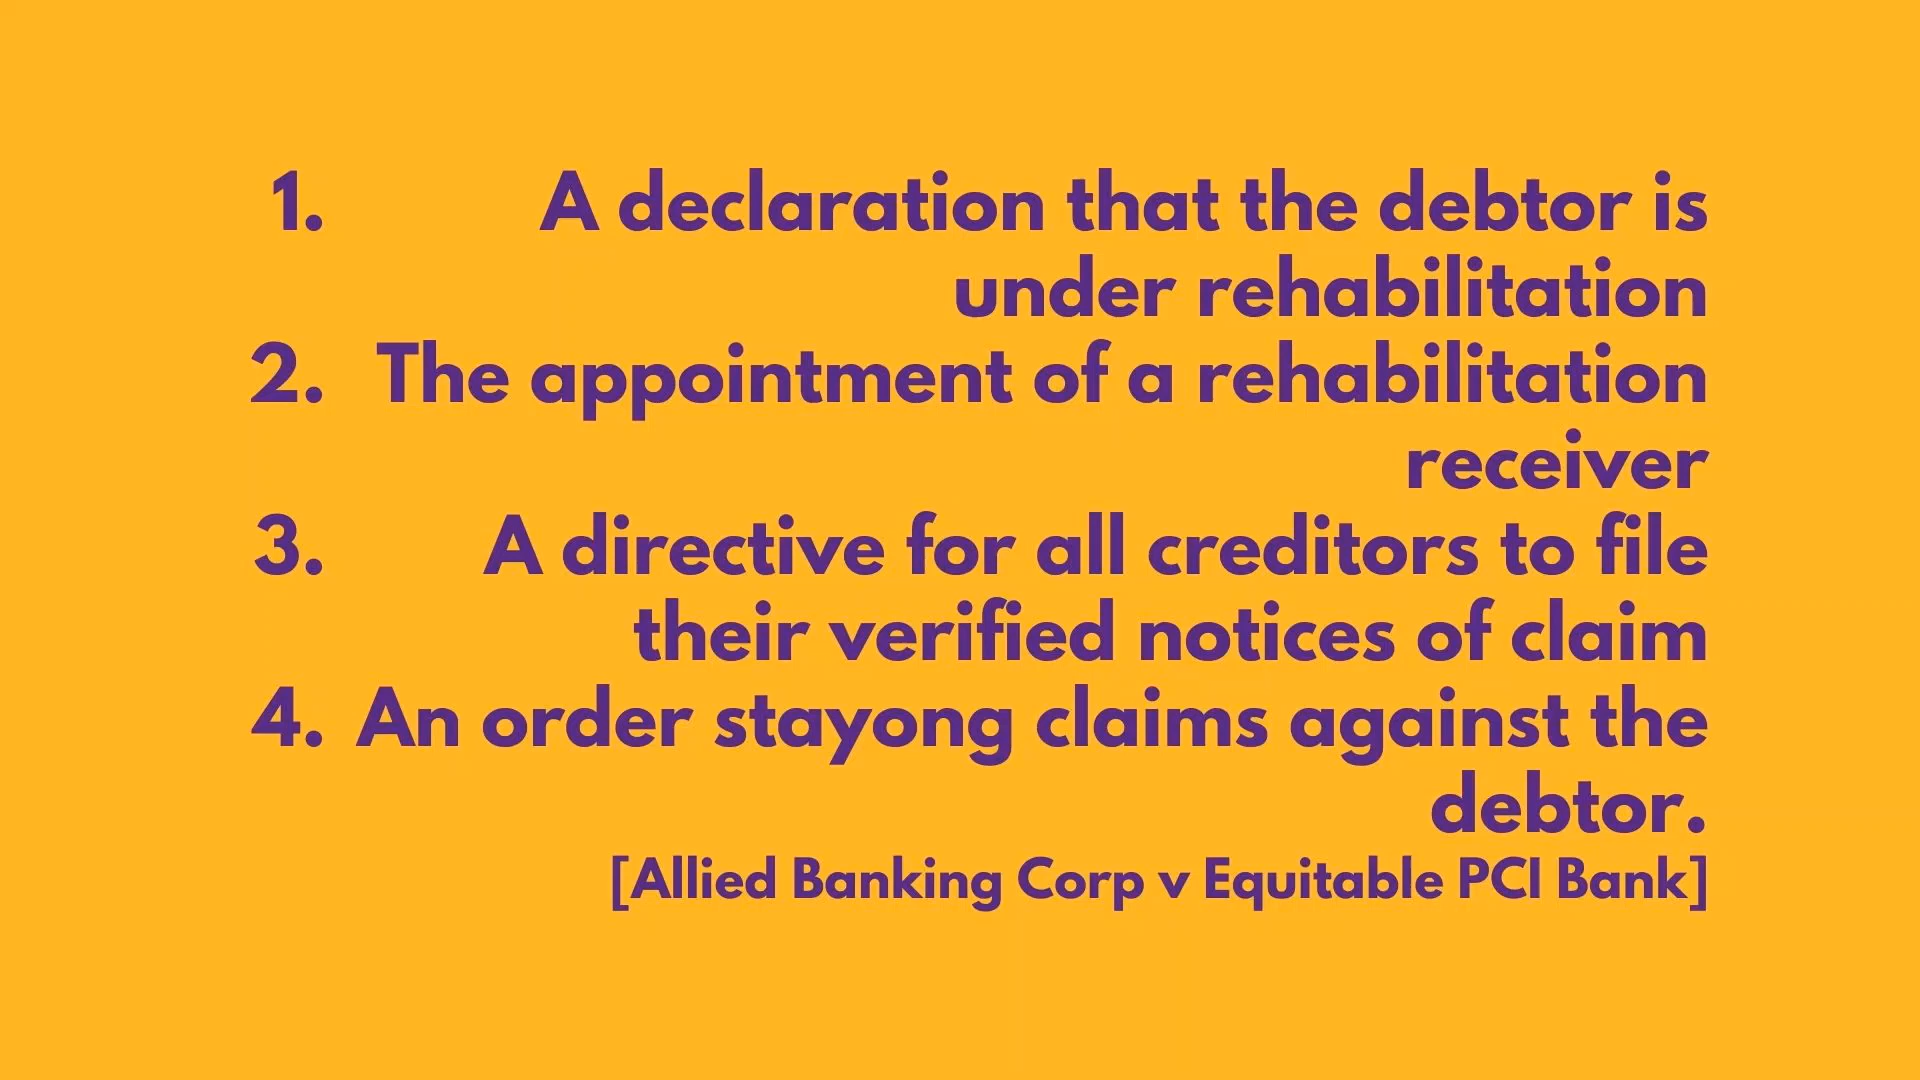 1. A declaration that the debtor is
under rehabilitation
2. The appointment of a rehabilitation
receiver
3. A directive for all creditors to file
their verified notices of claim
4. An order stayong claims against the
debtor.
[Allied Banking Corp v Equitable PCI Bank]